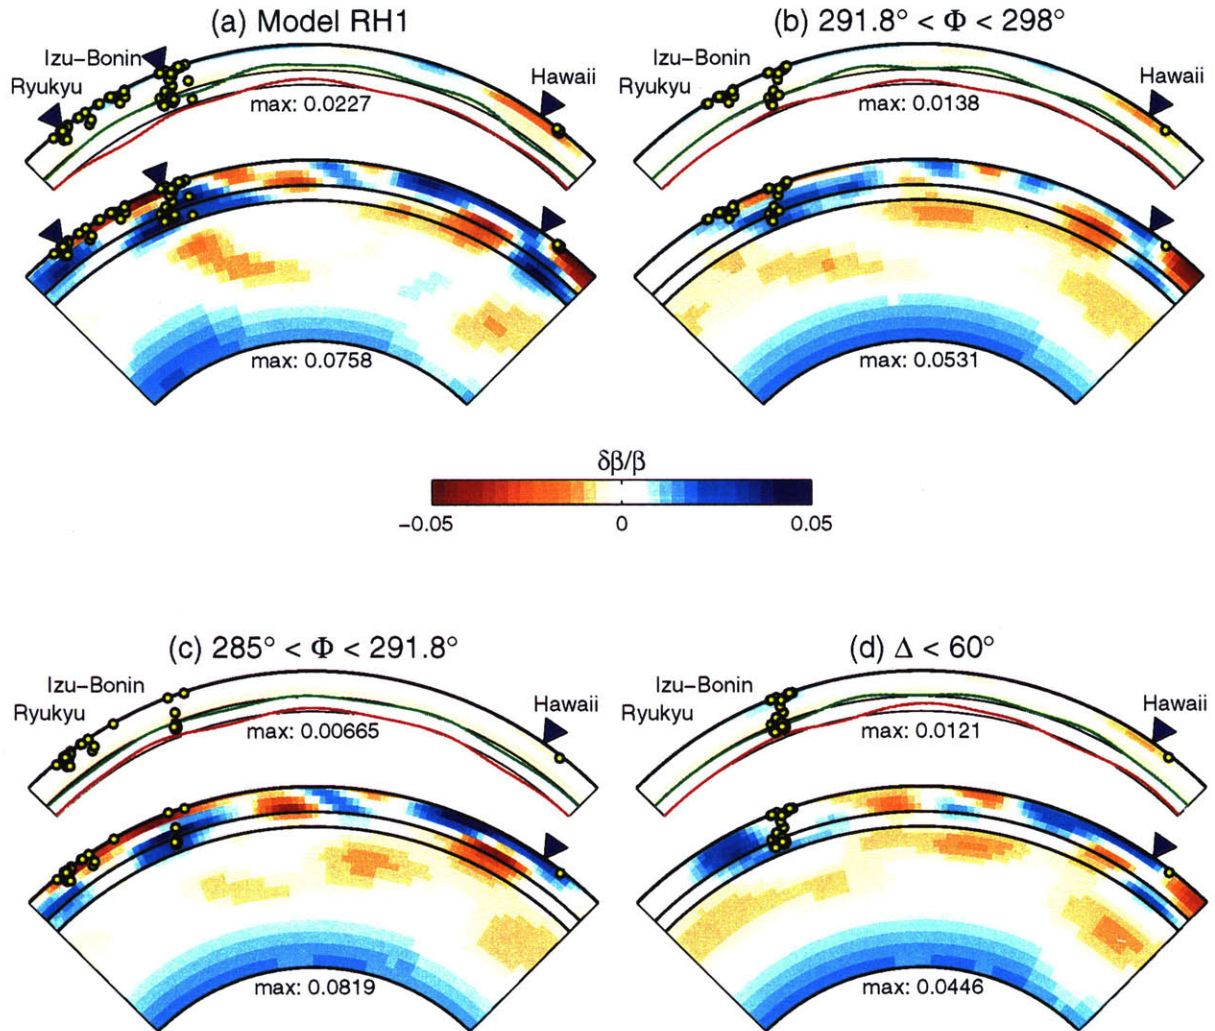 (a) Model RH1
Izu-Bonin
Ryukyu
Hawaii
max: 0.0227
max: 0.0758
(b) 291.8° < Φ < 298°
Izu-Bonin
Ryukyu
Hawaii
max: 0.0138
max: 0.0531
δβ/β
−0.05
0
0.05
(c) 285° < Φ < 291.8°
Izu-Bonin
Ryukyu
Hawaii
max: 0.00665
max: 0.0819
(d) Δ < 60°
Izu-Bonin
Ryukyu
Hawaii
max: 0.0121
max: 0.0446